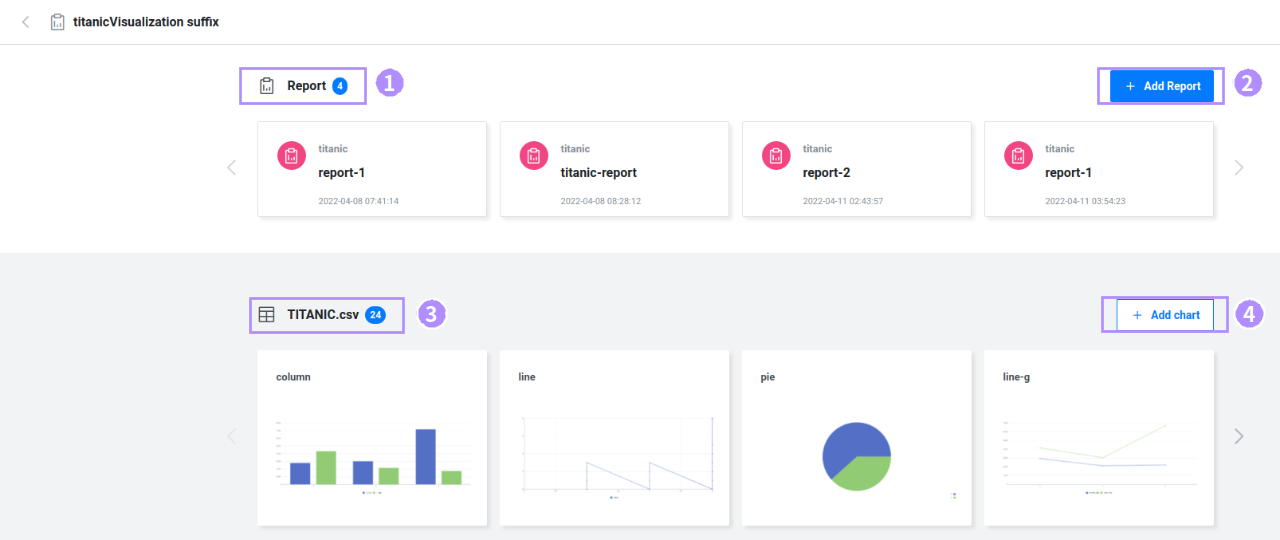 titanicVisualization suffix
Report 4 1
+ Add Report 2
titanic
report-1
2022-04-08 07:41:14
titanic
titanic-report
2022-04-08 08:28:12
titanic
report-2
2022-04-11 02:43:57
titanic
report-1
2022-04-11 03:54:23
TITANIC.csv 24 3
+ Add chart 4
column
line
pie
line-g